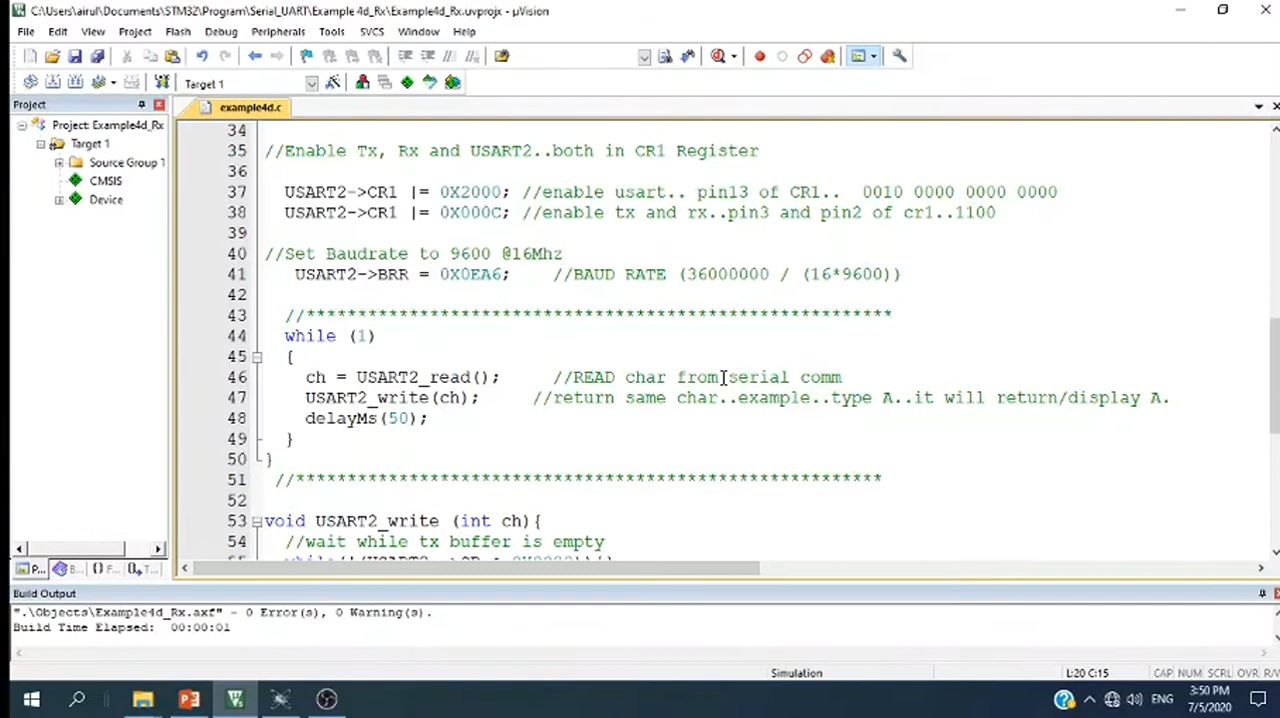 C:\Users\airul\Documents\STM32\Program\Serial_UART\Example 4d_Rx\Example4d_Rx.uvprojx - µVision
File Edit View Project Flash Debug Peripherals Tools SVCS Window Help
Target 1
Project
example4d.c
Project: Example4d_Rx
Target 1
Source Group 1
CMSIS
Device
34
35 //Enable Tx, Rx and USART2..both in CR1 Register
36
37 USART2->CR1 |= 0X2000; //enable usart.. pin13 of CR1.. 0010 0000 0000 0000
38 USART2->CR1 |= 0X000C; //enable tx and rx..pin3 and pin2 of cr1..1100
39
40 //Set Baudrate to 9600 @16Mhz
41 USART2->BRR = 0X0EA6; //BAUD RATE (36000000 / (16*9600))
42
43 //*********************************************************
44 while (1)
45 {
46 ch = USART2_read(); //READ char from serial comm
47 USART2_write(ch); //return same char..example..type A..it will return/display A.
48 delayMs(50);
49 }
50 }
51 //*********************************************************
52
53 void USART2_write (int ch){
54 //wait while tx buffer is empty
P... B... {} F... T...
Build Output
".\Objects\Example4d_Rx.axf" - 0 Error(s), 0 Warning(s).
Build Time Elapsed: 00:00:01
Simulation L:20 C:15 CAP NUM SCRL OVR R/
ENG
3:50 PM
7/5/2020